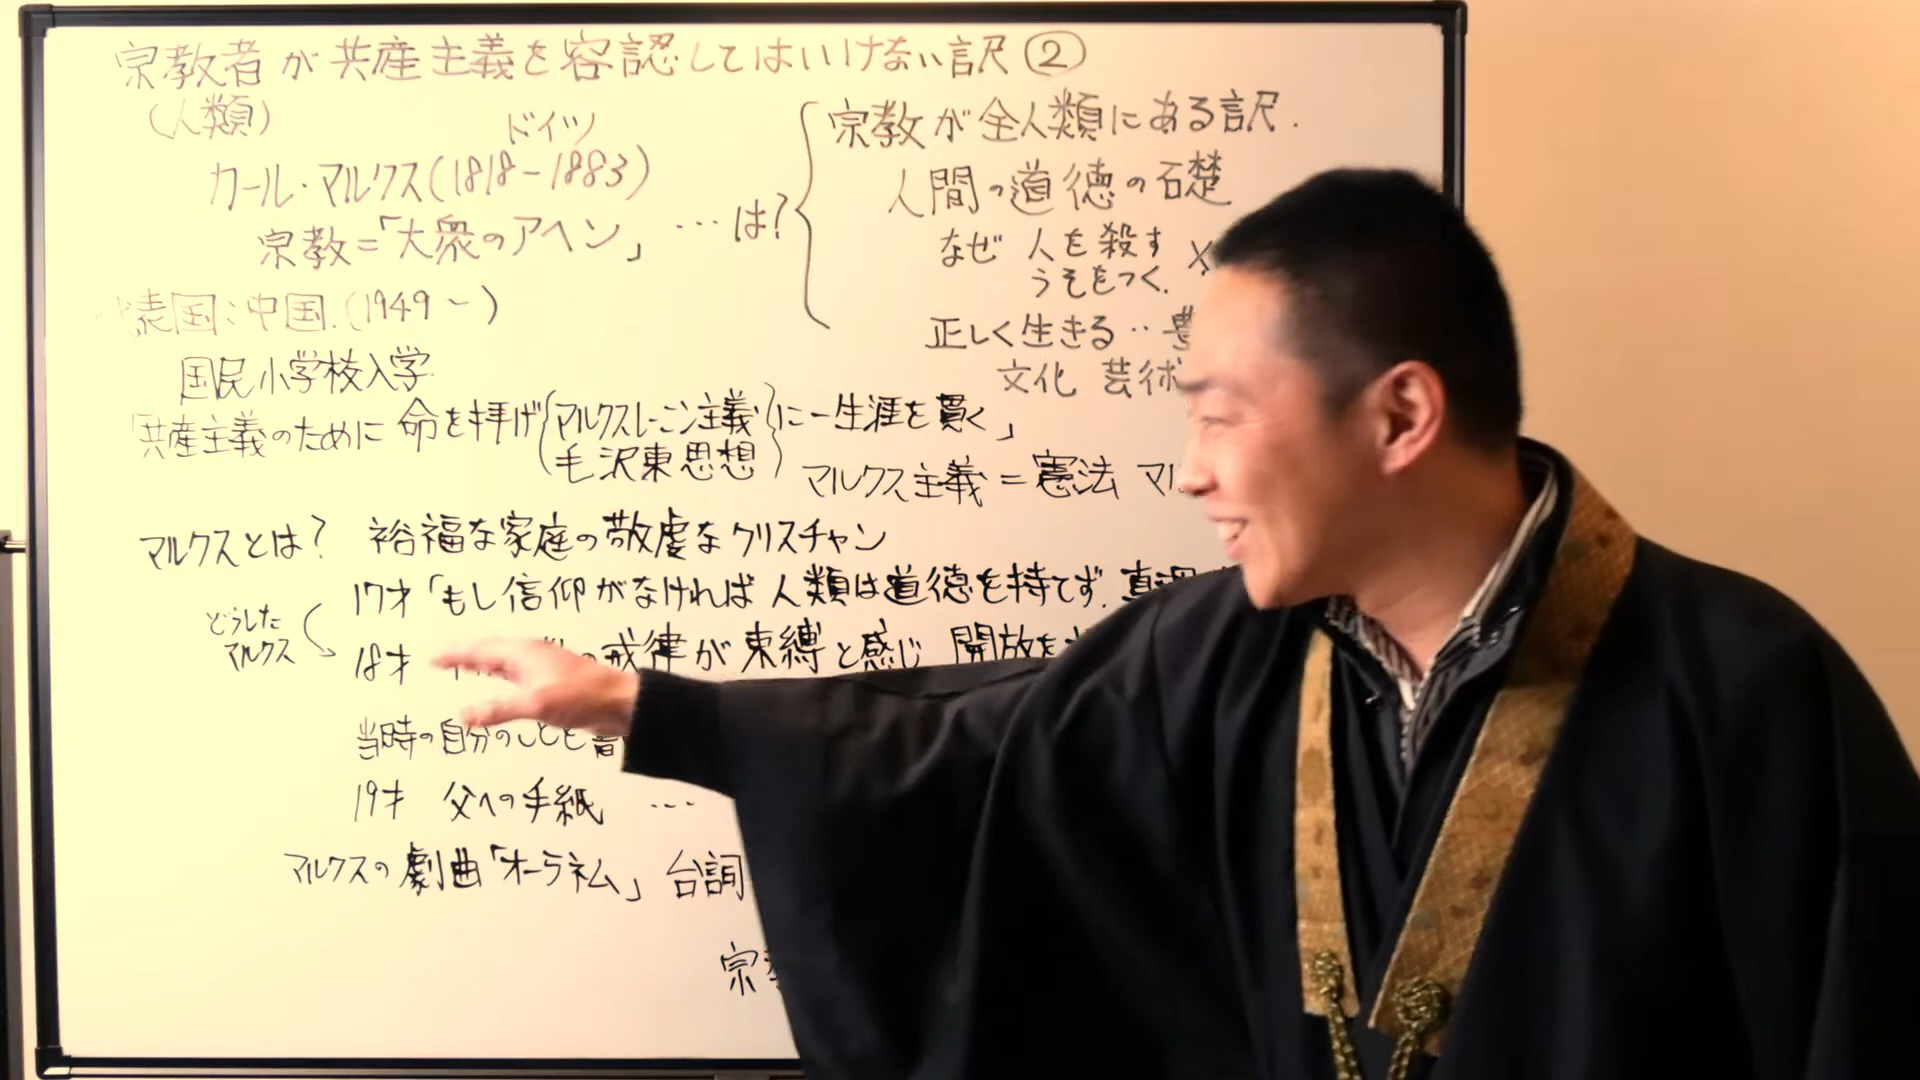 宗教者が共産主義を容認してはいけない訳②
(人類)
ドイツ
カール・マルクス(1818-1883)
宗教=「大衆のアヘン」 …は?
宗教が全人類にある訳.
人間の道徳の石楚
なぜ 人を殺す ×
うそをつく.
正しく生きる‥豊
文化 芸術
表国:中国.(1949~)
国民小学校入学
「共産主義のために 命を捧げ(マルクスレーニン主義)に一生涯を貫く」
(毛沢東思想)
マルクス主義=憲法 マル
マルクスとは? 裕福な家庭の敬虔なクリスチャン
17才「もし信仰がなければ人類は道徳を持てず.真理
どうした
マルクス
18才 の戒律が束縛と感じ 開放を
当時の自分のことを書
19才 父への手紙 …
マルクスの劇曲「オーラネム」台詞
宗教